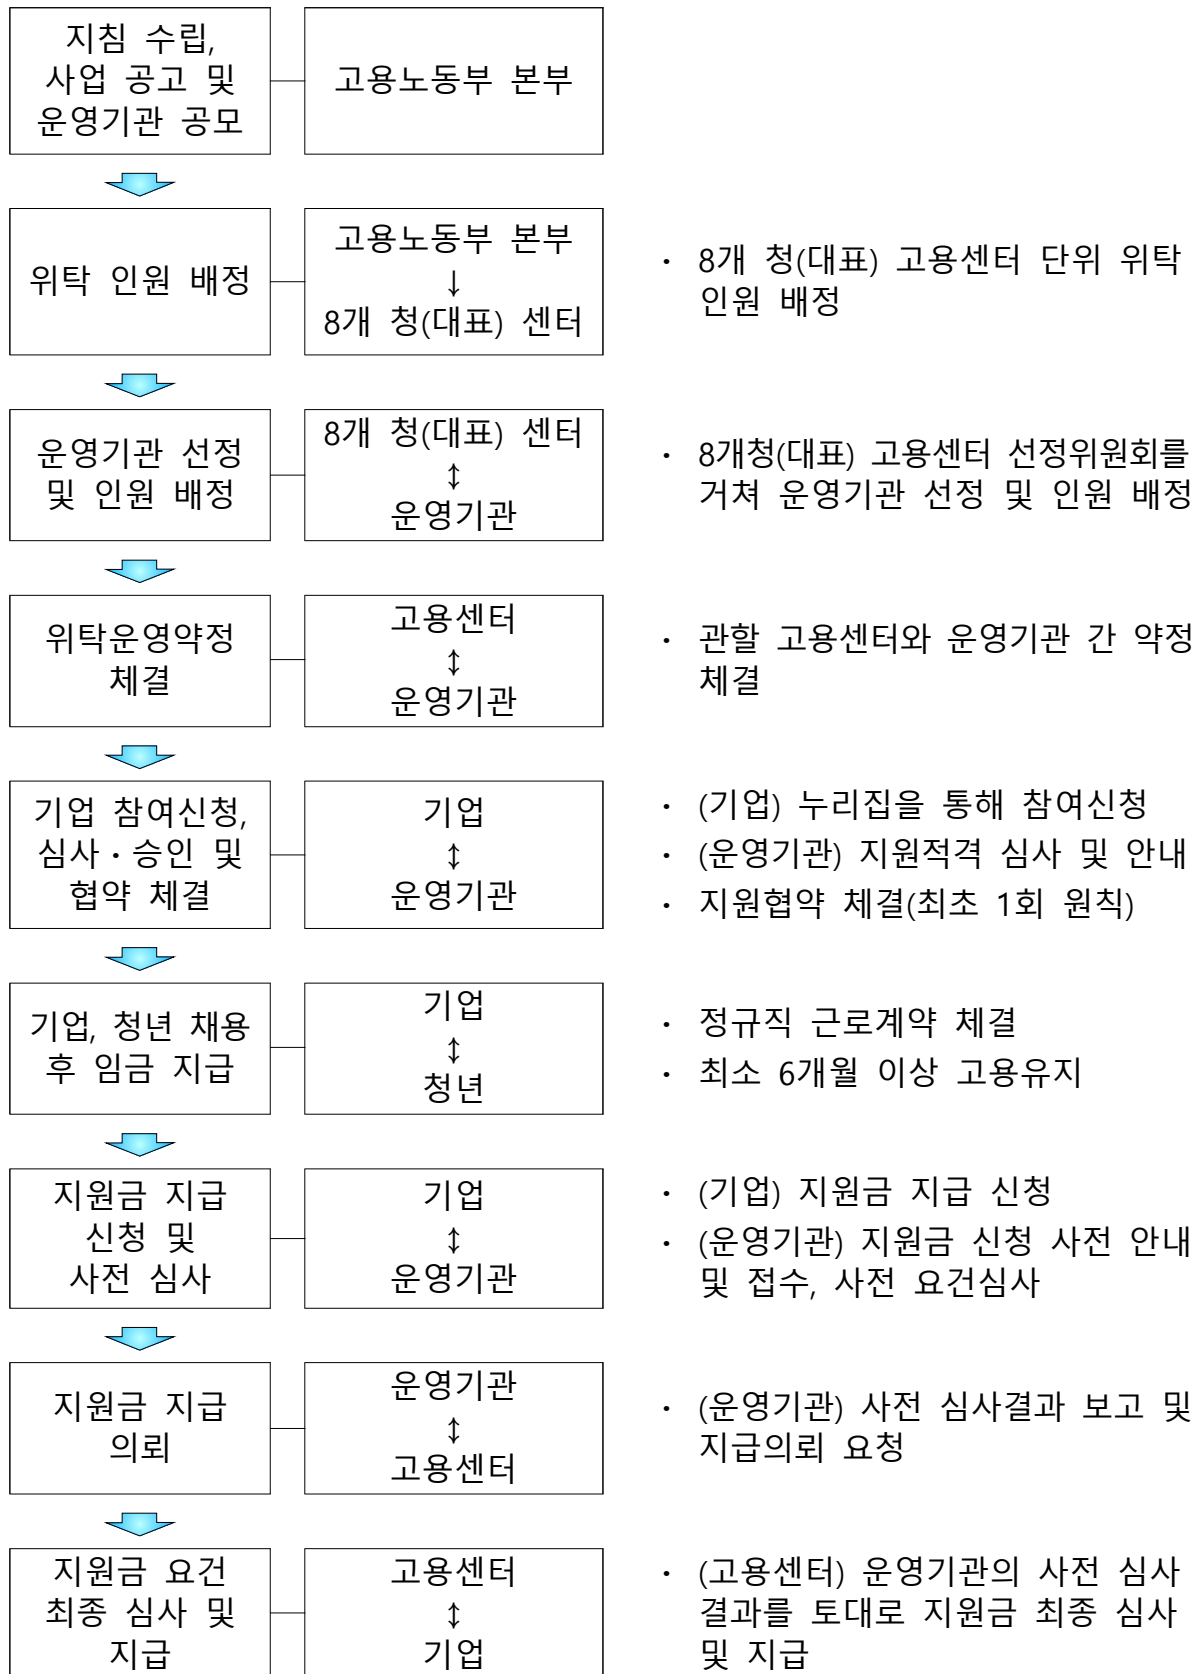 지침 수립,
사업 공고 및
운영기관 공모
고용노동부 본부
위탁 인원 배정
고용노동부 본부
↓
8개 청(대표) 센터
· 8개 청(대표) 고용센터 단위 위탁
인원 배정
운영기관 선정
및 인원 배정
8개 청(대표) 센터
↕
운영기관
· 8개청(대표) 고용센터 선정위원회를
거쳐 운영기관 선정 및 인원 배정
위탁운영약정
체결
고용센터
↕
운영기관
· 관할 고용센터와 운영기관 간 약정
체결
기업 참여신청,
심사·승인 및
협약 체결
기업
↕
운영기관
· (기업) 누리집을 통해 참여신청
· (운영기관) 지원적격 심사 및 안내
· 지원협약 체결(최초 1회 원칙)
기업, 청년 채용
후 임금 지급
기업
↕
청년
· 정규직 근로계약 체결
· 최소 6개월 이상 고용유지
지원금 지급
신청 및
사전 심사
기업
↕
운영기관
· (기업) 지원금 지급 신청
· (운영기관) 지원금 신청 사전 안내
및 접수, 사전 요건심사
지원금 지급
의뢰
운영기관
↕
고용센터
· (운영기관) 사전 심사결과 보고 및
지급의뢰 요청
지원금 요건
최종 심사 및
지급
고용센터
↕
기업
· (고용센터) 운영기관의 사전 심사
결과를 토대로 지원금 최종 심사
및 지급